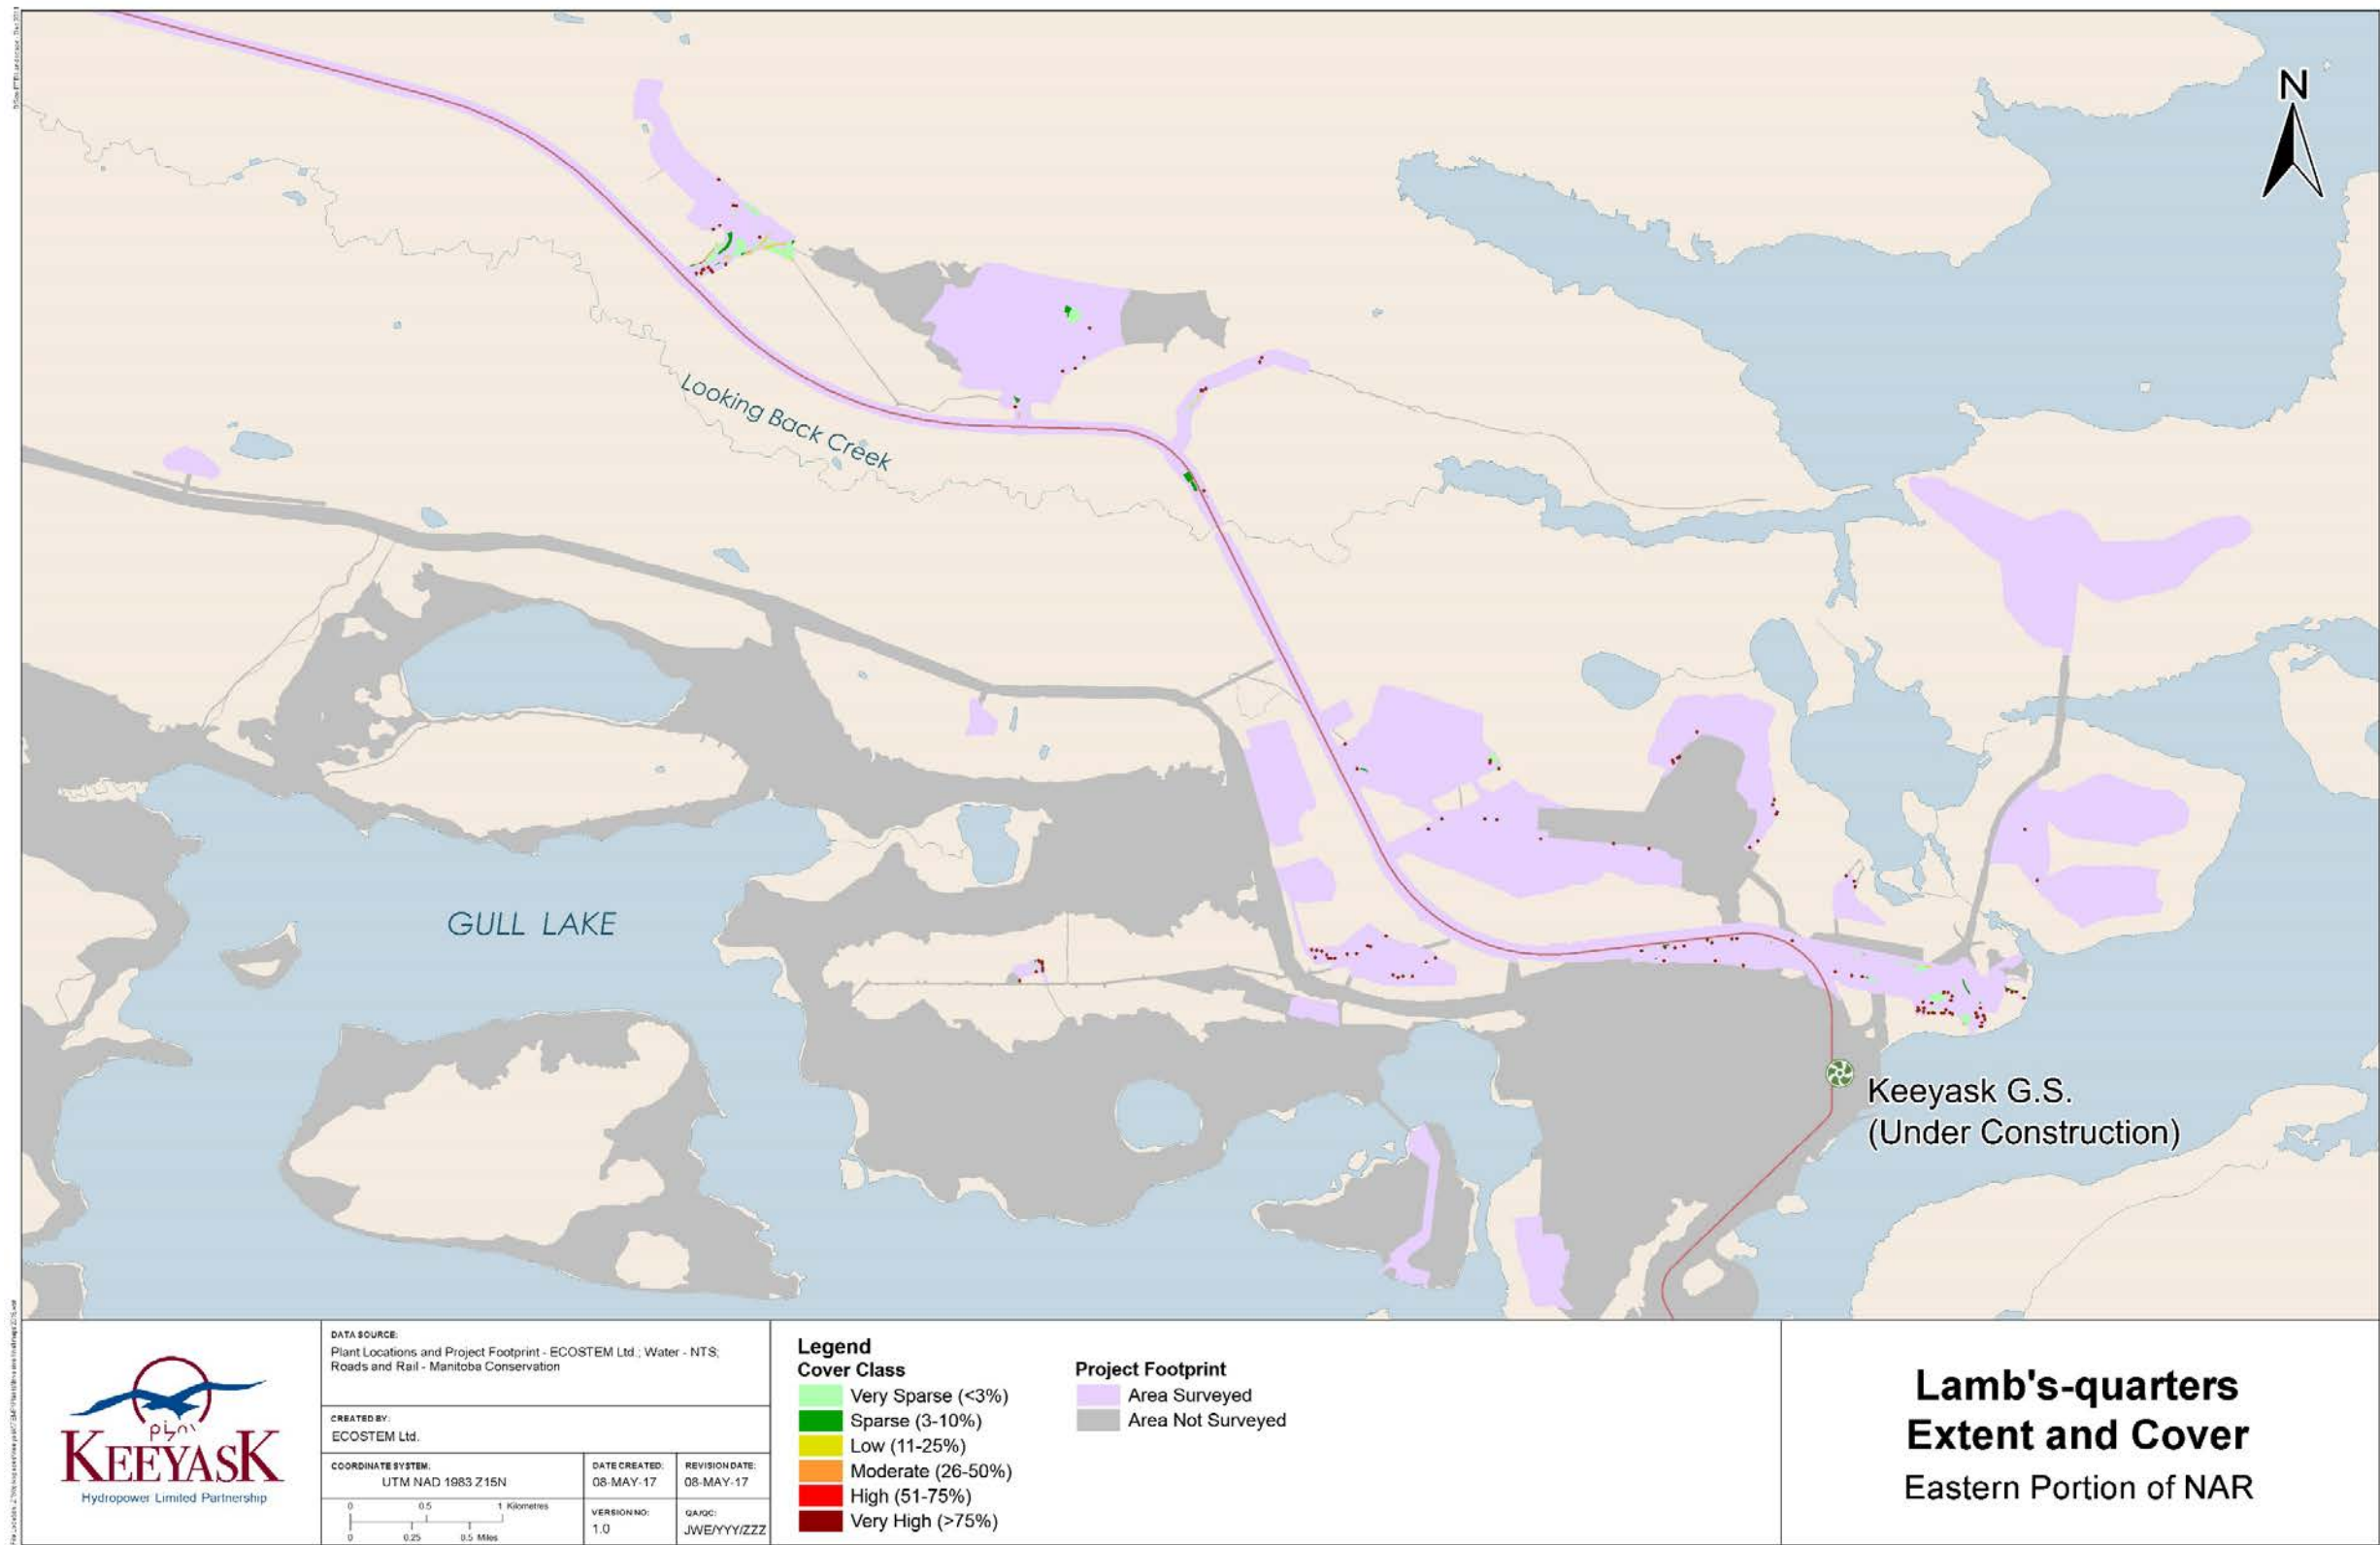 N
Looking Back Creek
GULL LAKE
Keeyask G.S.
(Under Construction)
ᑭᔭᐢᐠ
KEEYASK
Hydropower Limited Partnership
DATA SOURCE:
Plant Locations and Project Footprint - ECOSTEM Ltd.; Water - NTS;
Roads and Rail - Manitoba Conservation
CREATED BY:
ECOSTEM Ltd.
COORDINATE SYSTEM:
UTM NAD 1983 Z15N
DATE CREATED:
08-MAY-17
REVISION DATE:
08-MAY-17
0 0.5 1 Kilometres
0 0.25 0.5 Miles
VERSION NO:
1.0
QA/QC:
JWE/YYY/ZZZ
Legend
Cover Class
Very Sparse (<3%)
Sparse (3-10%)
Low (11-25%)
Moderate (26-50%)
High (51-75%)
Very High (>75%)
Project Footprint
Area Surveyed
Area Not Surveyed
Lamb's-quarters
Extent and Cover
Eastern Portion of NAR